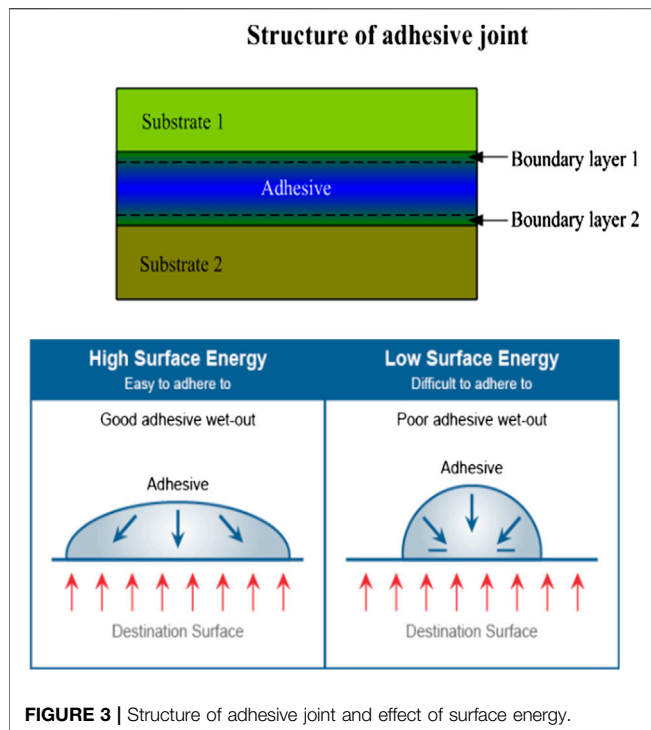 Structure of adhesive joint
Substrate 1
Boundary layer 1
Adhesive
Boundary layer 2
Substrate 2
High Surface Energy
Easy to adhere to
Good adhesive wet-out
Adhesive
Destination Surface
Low Surface Energy
Difficult to adhere to
Poor adhesive wet-out
Adhesive
Destination Surface
FIGURE 3 | Structure of adhesive joint and effect of surface energy.